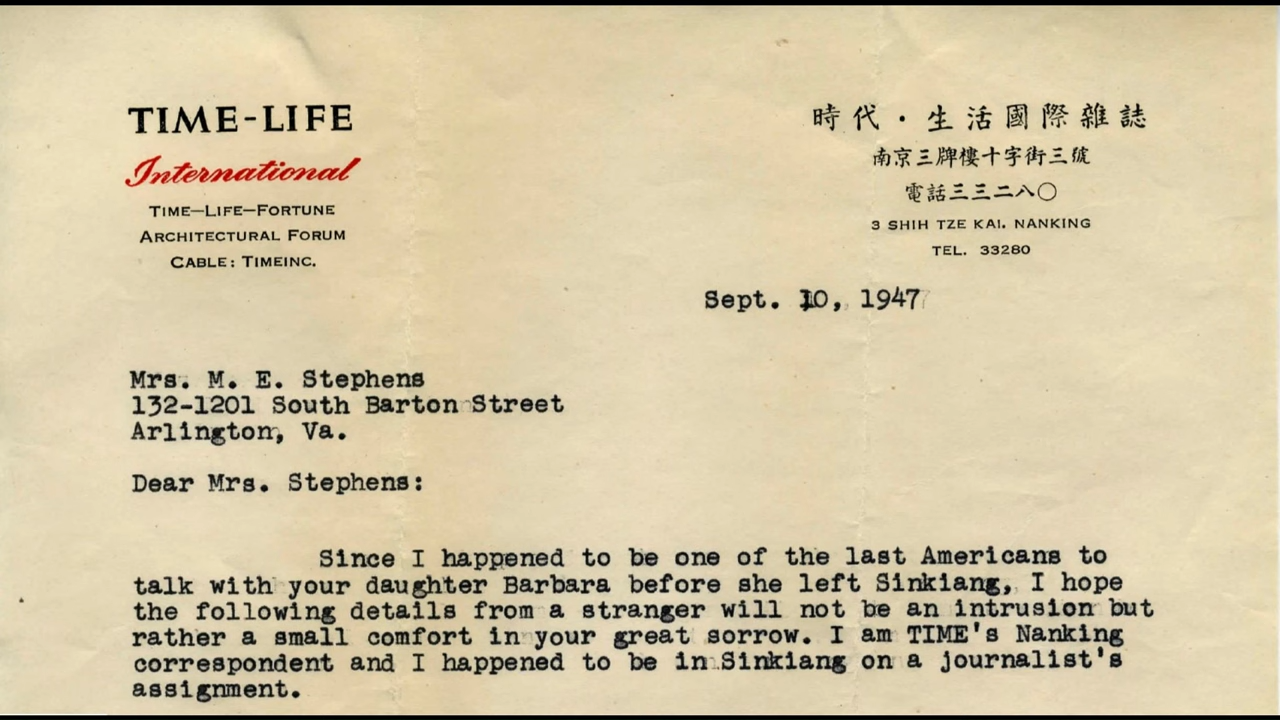 TIME-LIFE
International
TIME—LIFE—FORTUNE
ARCHITECTURAL FORUM
CABLE: TIMEINC.
時代・生活國際雜誌
南京三牌樓十字街三號
電話三三二八〇
3 SHIH TZE KAI, NANKING
TEL. 33280
Sept. 10, 1947
Mrs. M. E. Stephens
132-1201 South Barton Street
Arlington, Va.
Dear Mrs. Stephens:
Since I happened to be one of the last Americans to
talk with your daughter Barbara before she left Sinkiang, I hope
the following details from a stranger will not be an intrusion but
rather a small comfort in your great sorrow. I am TIME's Nanking
correspondent and I happened to be in Sinkiang on a journalist's
assignment.